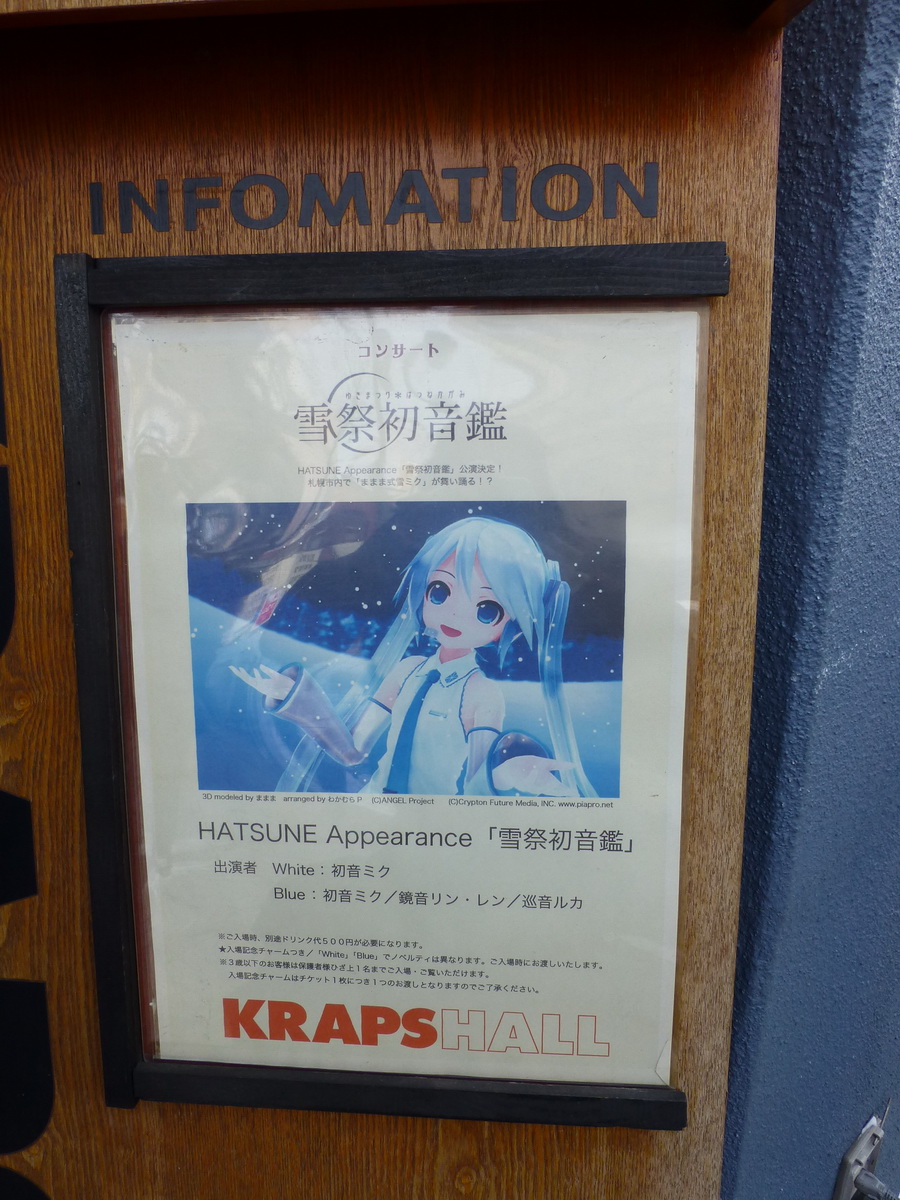 INFOMATION
コンサート
ゆきまつり*はつねかがみ
雪祭初音鑑
HATSUNE Appearance「雪祭初音鑑」公演決定！
札幌市内で「ままま式雪ミク」が舞い踊る！？
3D modeled by ままま arranged by わかむらP (C)ANGEL Project (C)Crypton Future Media, INC. www.piapro.net
HATSUNE Appearance「雪祭初音鑑」
出演者 White：初音ミク
Blue：初音ミク／鏡音リン・レン／巡音ルカ
※ご入場時、別途ドリンク代５００円が必要になります。
★入場記念チャームつき／「White」「Blue」でノベルティは異なります。ご入場時にお渡しいたします。
※３歳以下のお客様は保護者様ひざ上１名までご入場・ご覧いただけます。
入場記念チャームはチケット１枚につき１つのお渡しとなりますのでご了承ください。
KRAPSHALL